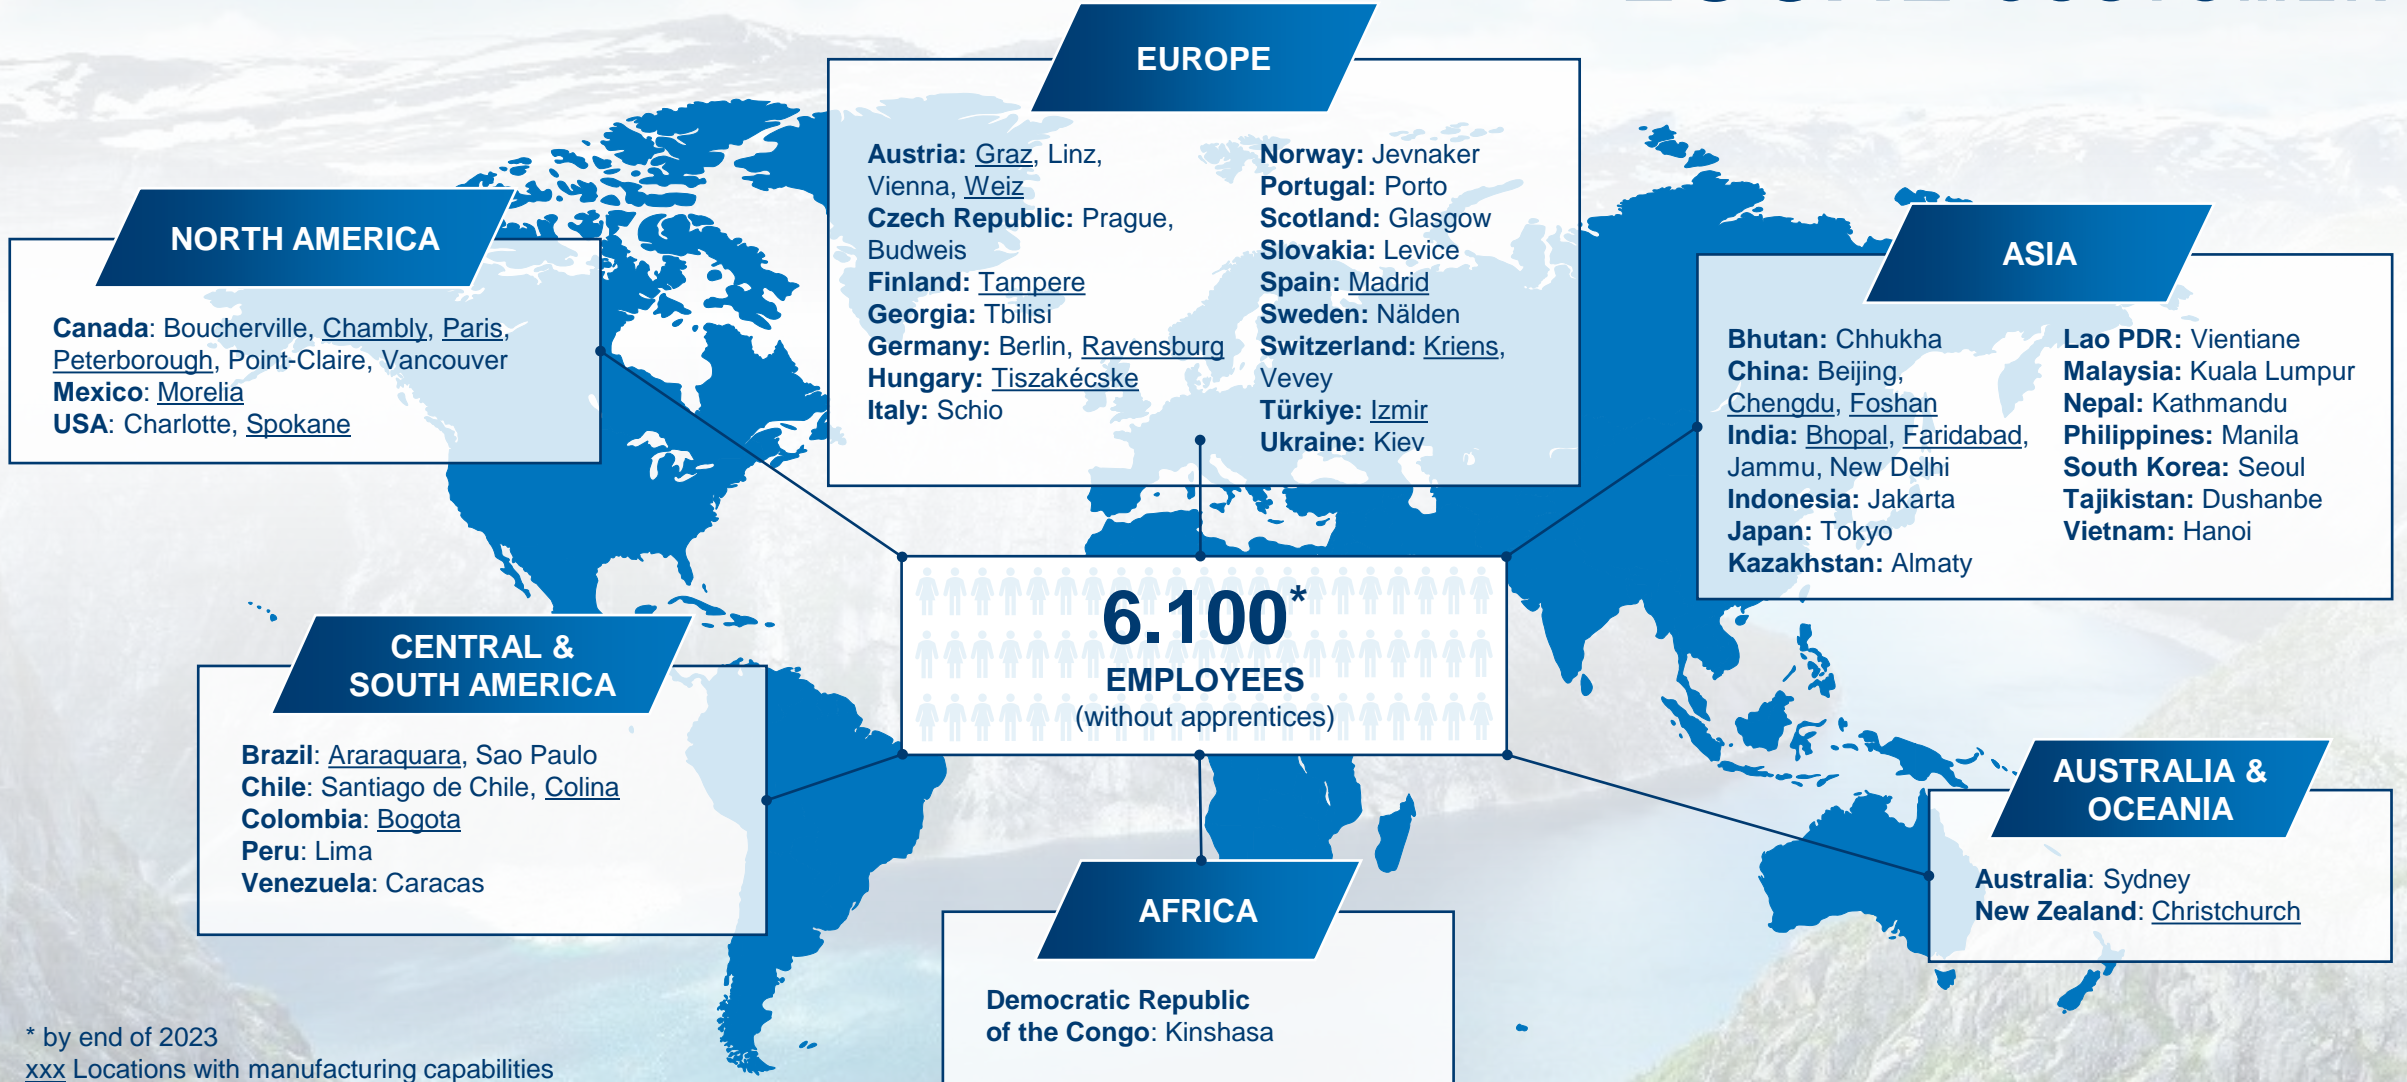 EUROPE
Austria: Graz, Linz,
Vienna, Weiz
Czech Republic: Prague,
Budweis
Finland: Tampere
Georgia: Tbilisi
Germany: Berlin, Ravensburg
Hungary: Tiszakécske
Italy: Schio
Norway: Jevnaker
Portugal: Porto
Scotland: Glasgow
Slovakia: Levice
Spain: Madrid
Sweden: Nälden
Switzerland: Kriens,
Vevey
Türkiye: Izmir
Ukraine: Kiev
NORTH AMERICA
Canada: Boucherville, Chambly, Paris,
Peterborough, Point-Claire, Vancouver
Mexico: Morelia
USA: Charlotte, Spokane
ASIA
Bhutan: Chhukha
China: Beijing,
Chengdu, Foshan
India: Bhopal, Faridabad,
Jammu, New Delhi
Indonesia: Jakarta
Japan: Tokyo
Kazakhstan: Almaty
Lao PDR: Vientiane
Malaysia: Kuala Lumpur
Nepal: Kathmandu
Philippines: Manila
South Korea: Seoul
Tajikistan: Dushanbe
Vietnam: Hanoi
6.100*
EMPLOYEES
(without apprentices)
CENTRAL &
SOUTH AMERICA
Brazil: Araraquara, Sao Paulo
Chile: Santiago de Chile, Colina
Colombia: Bogota
Peru: Lima
Venezuela: Caracas
AUSTRALIA &
OCEANIA
Australia: Sydney
New Zealand: Christchurch
AFRICA
Democratic Republic
of the Congo: Kinshasa
* by end of 2023
xxx Locations with manufacturing capabilities